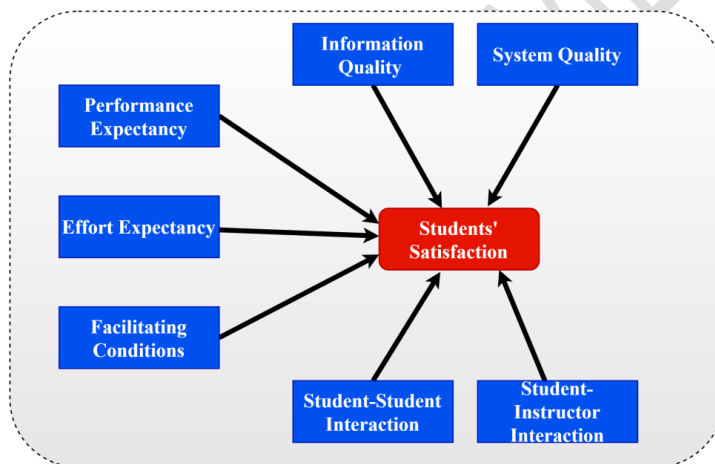 Information
Quality
System Quality
Performance
Expectancy
Effort Expectancy
Students'
Satisfaction
Facilitating
Conditions
Student-Student
Interaction
Student-
Instructor
Interaction